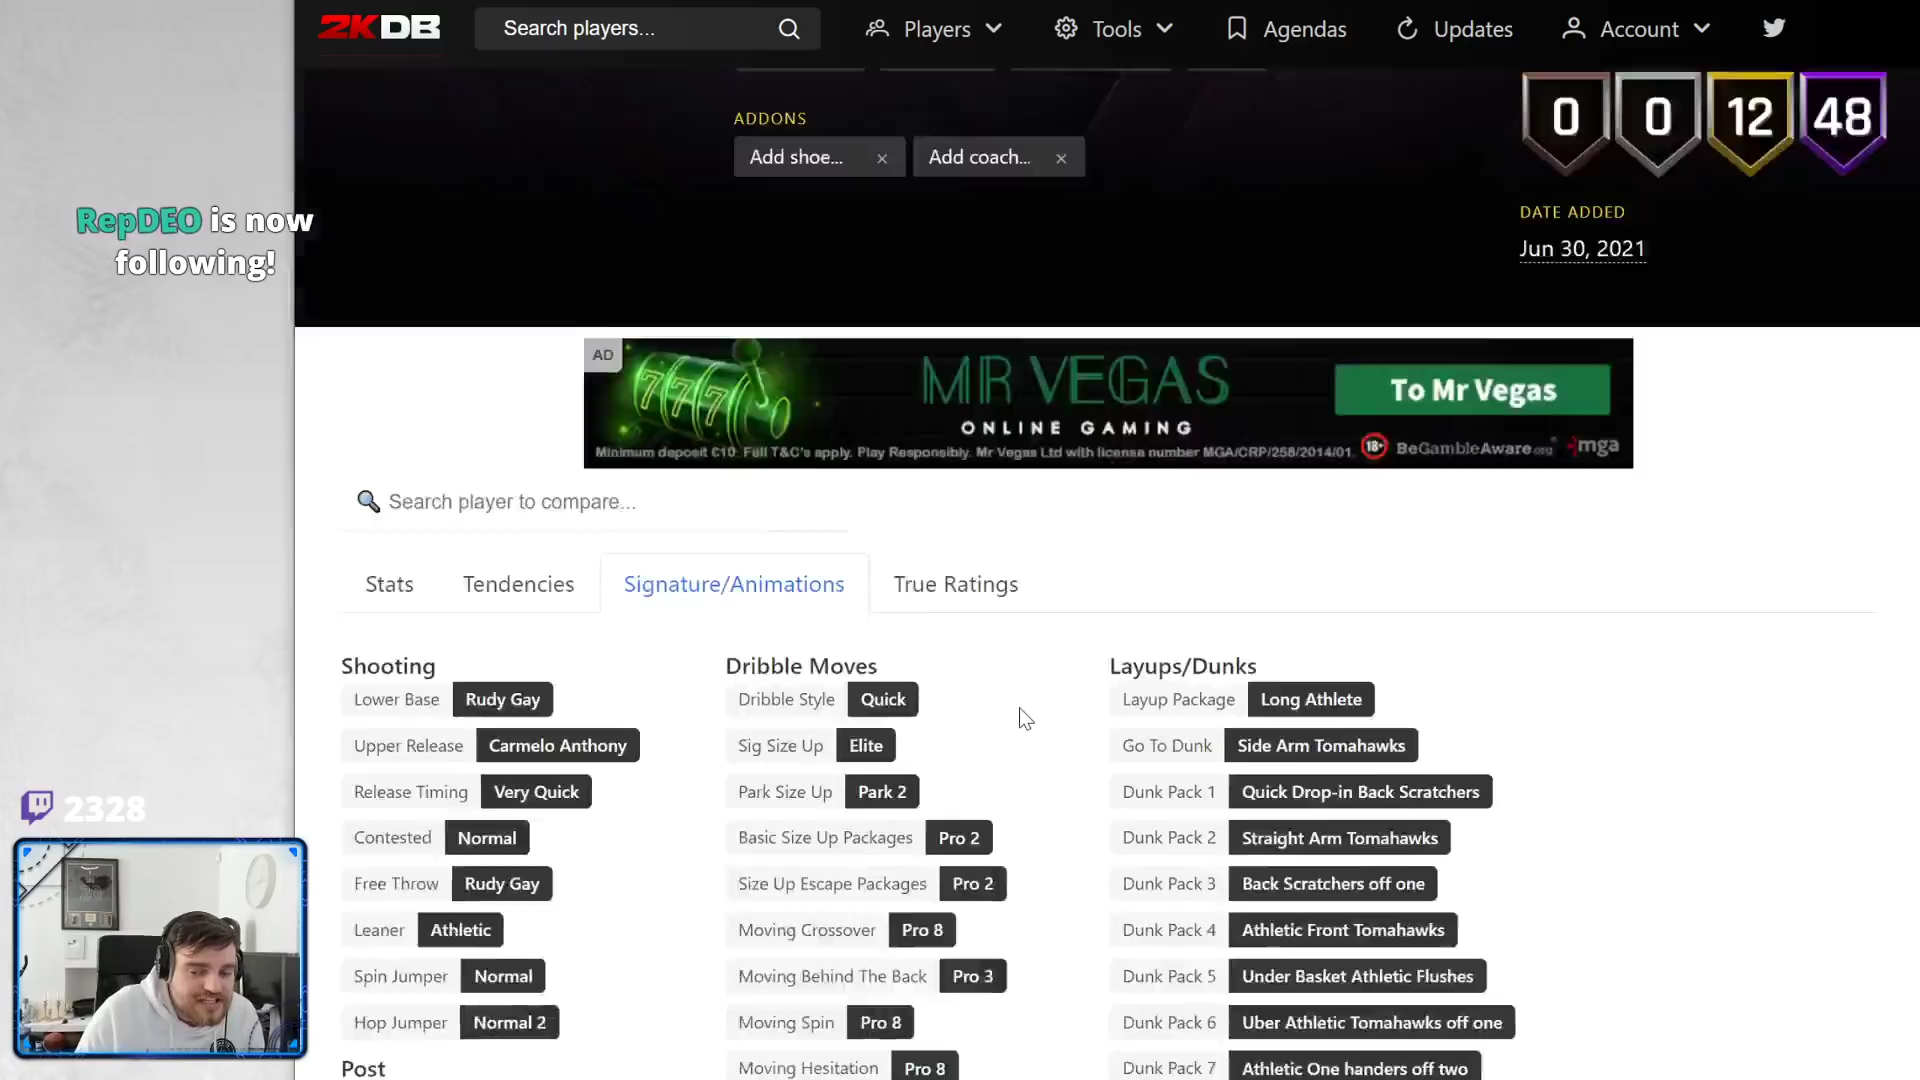 2KDB
Search players...
Players
Tools
Agendas
Updates
Account
ADDONS
Add shoe... ×
Add coach... ×
0 0 12 48
DATE ADDED
Jun 30, 2021
RepDEO is now
following!
AD
777
MR VEGAS
ONLINE GAMING
To Mr Vegas
Minimum deposit €10. Full T&C's apply. Play Responsibly. Mr Vegas Ltd with license number MGA/CRP/258/2014/01.
18+ BeGambleAware.org mga
Search player to compare...
Stats
Tendencies
Signature/Animations
True Ratings
Shooting
Lower Base Rudy Gay
Upper Release Carmelo Anthony
Release Timing Very Quick
Contested Normal
Free Throw Rudy Gay
Leaner Athletic
Spin Jumper Normal
Hop Jumper Normal 2
Post
Dribble Moves
Dribble Style Quick
Sig Size Up Elite
Park Size Up Park 2
Basic Size Up Packages Pro 2
Size Up Escape Packages Pro 2
Moving Crossover Pro 8
Moving Behind The Back Pro 3
Moving Spin Pro 8
Moving Hesitation Pro 8
Layups/Dunks
Layup Package Long Athlete
Go To Dunk Side Arm Tomahawks
Dunk Pack 1 Quick Drop-in Back Scratchers
Dunk Pack 2 Straight Arm Tomahawks
Dunk Pack 3 Back Scratchers off one
Dunk Pack 4 Athletic Front Tomahawks
Dunk Pack 5 Under Basket Athletic Flushes
Dunk Pack 6 Uber Athletic Tomahawks off one
Dunk Pack 7 Athletic One handers off two
2328